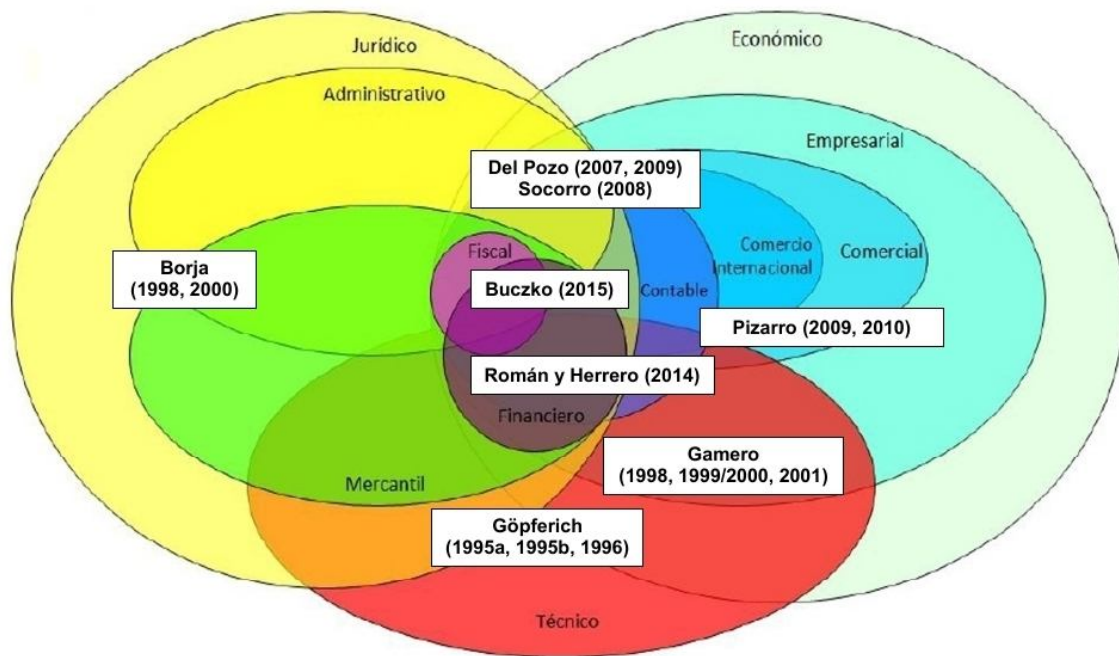 Jurídico
Económico
Administrativo
Empresarial
Del Pozo (2007, 2009)
Socorro (2008)
Comercio
Internacional
Comercial
Fiscal
Borja
(1998, 2000)
Buczko (2015)
Contable
Pizarro (2009, 2010)
Román y Herrero (2014)
Financiero
Gamero
(1998, 1999/2000, 2001)
Mercantil
Göpferich
(1995a, 1995b, 1996)
Técnico